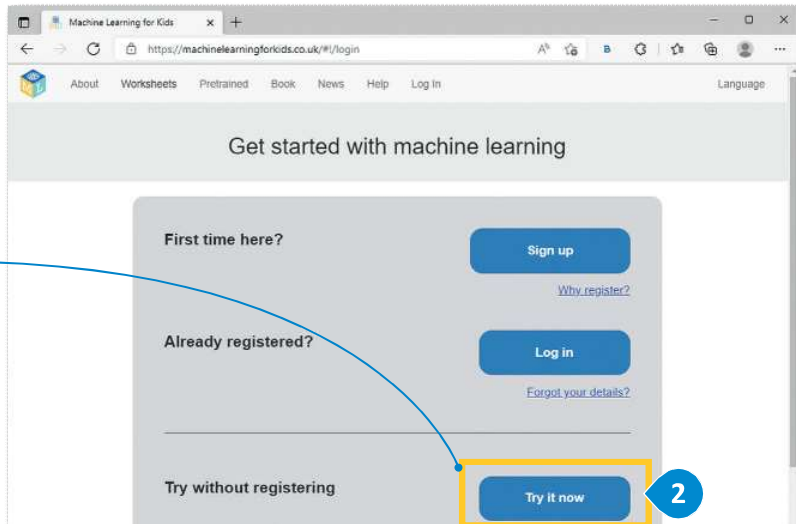 Machine Learning for Kids
https://machinelearningforkids.co.uk/#!/login
About Worksheets Pretrained Book News Help Log In Language
Get started with machine learning
First time here?
Sign up
Why register?
Already registered?
Log in
Forgot your details?
Try without registering
Try it now
2